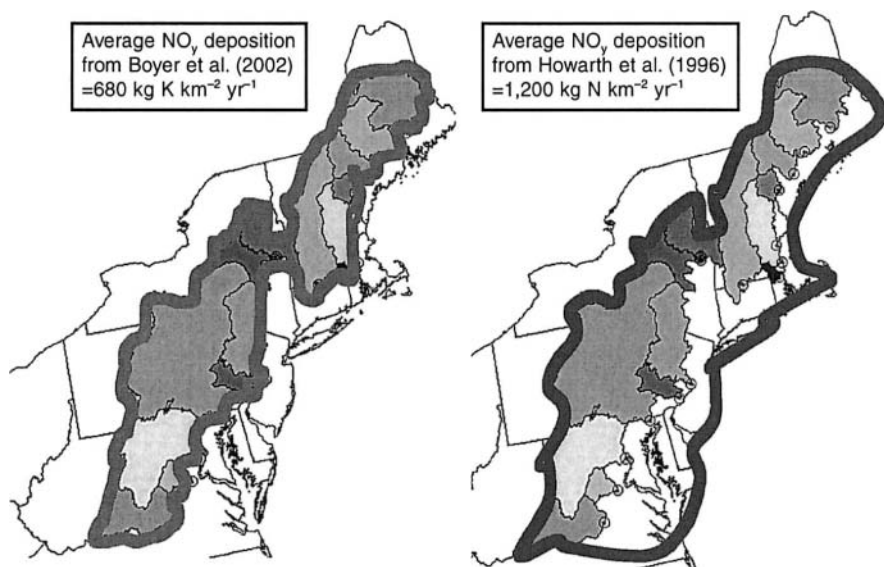 Average NOy deposition
from Boyer et al. (2002)
=680 kg K km⁻² yr⁻¹
Average NOy deposition
from Howarth et al. (1996)
=1,200 kg N km⁻² yr⁻¹